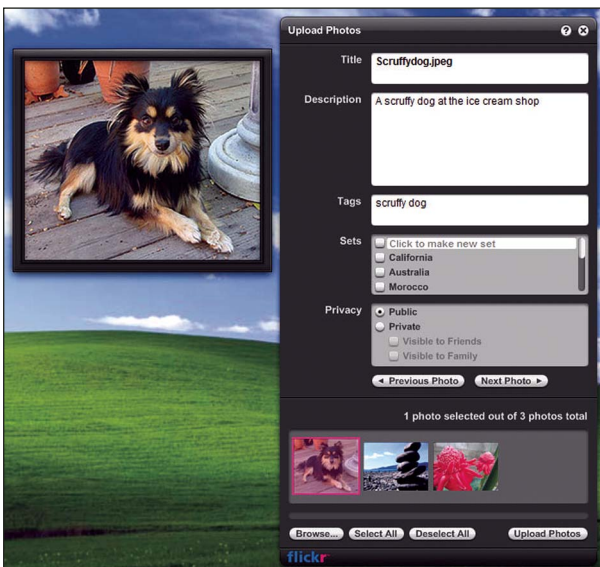 Upload Photos
Title
Scruffydog.jpeg
Description
A scruffy dog at the ice cream shop
Tags
scruffy dog
Sets
Click to make new set
California
Australia
Morocco
Privacy
Public
Private
Visible to Friends
Visible to Family
Previous Photo Next Photo
1 photo selected out of 3 photos total
Browse... Select All Deselect All Upload Photos
flickr